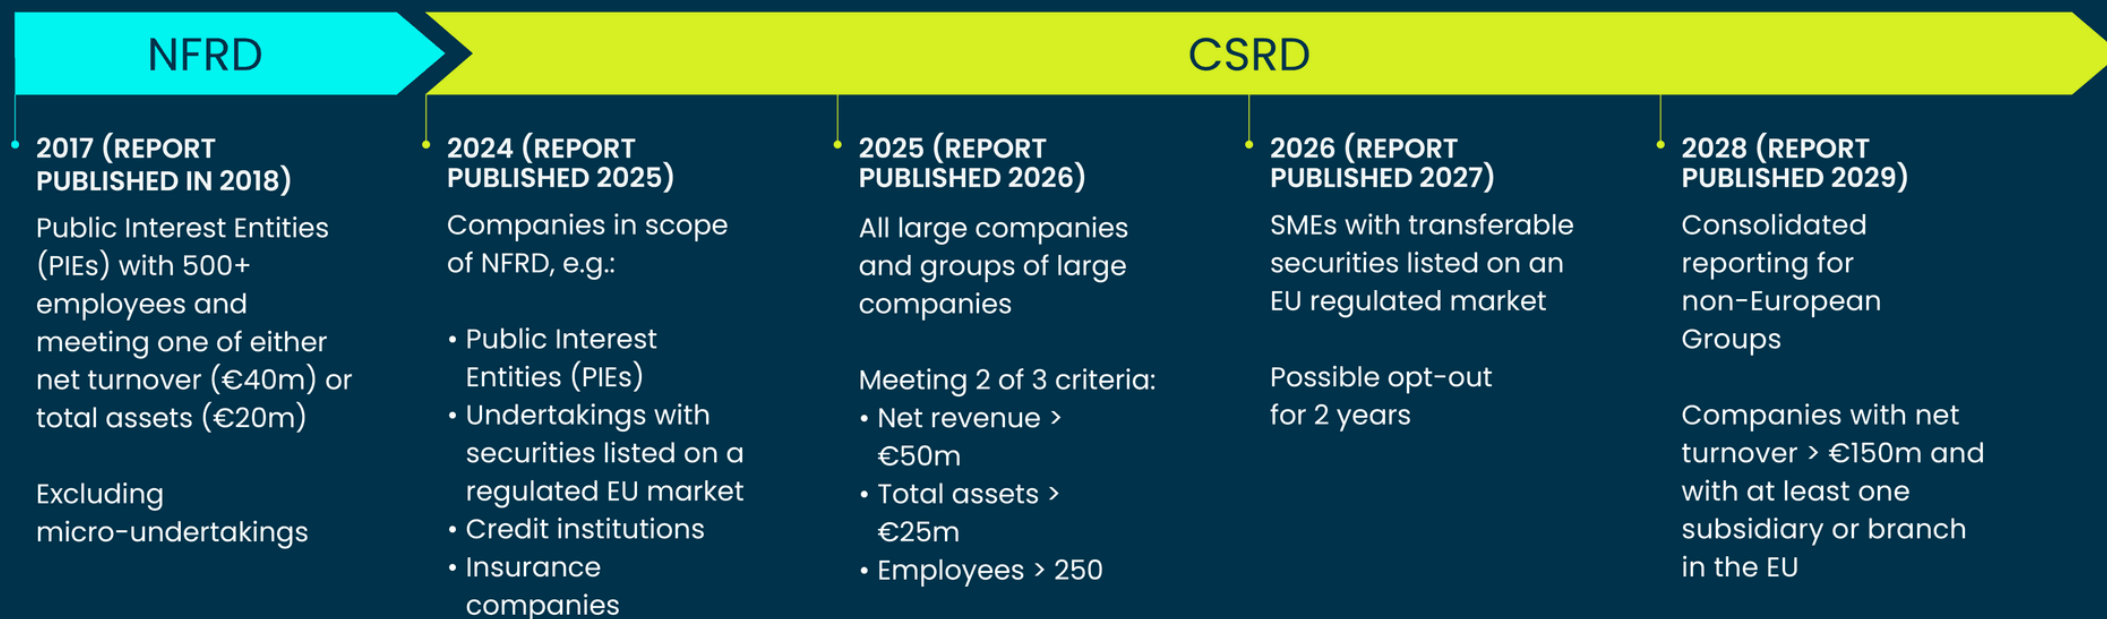 NFRD
CSRD
2017 (REPORT
PUBLISHED IN 2018)
Public Interest Entities
(PIEs) with 500+
employees and
meeting one of either
net turnover (€40m) or
total assets (€20m)
Excluding
micro-undertakings
2024 (REPORT
PUBLISHED 2025)
Companies in scope
of NFRD, e.g.:
• Public Interest
Entities (PIEs)
• Undertakings with
securities listed on a
regulated EU market
• Credit institutions
• Insurance
companies
2025 (REPORT
PUBLISHED 2026)
All large companies
and groups of large
companies
Meeting 2 of 3 criteria:
• Net revenue >
€50m
• Total assets >
€25m
• Employees > 250
2026 (REPORT
PUBLISHED 2027)
SMEs with transferable
securities listed on an
EU regulated market
Possible opt-out
for 2 years
2028 (REPORT
PUBLISHED 2029)
Consolidated
reporting for
non-European
Groups
Companies with net
turnover > €150m and
with at least one
subsidiary or branch
in the EU